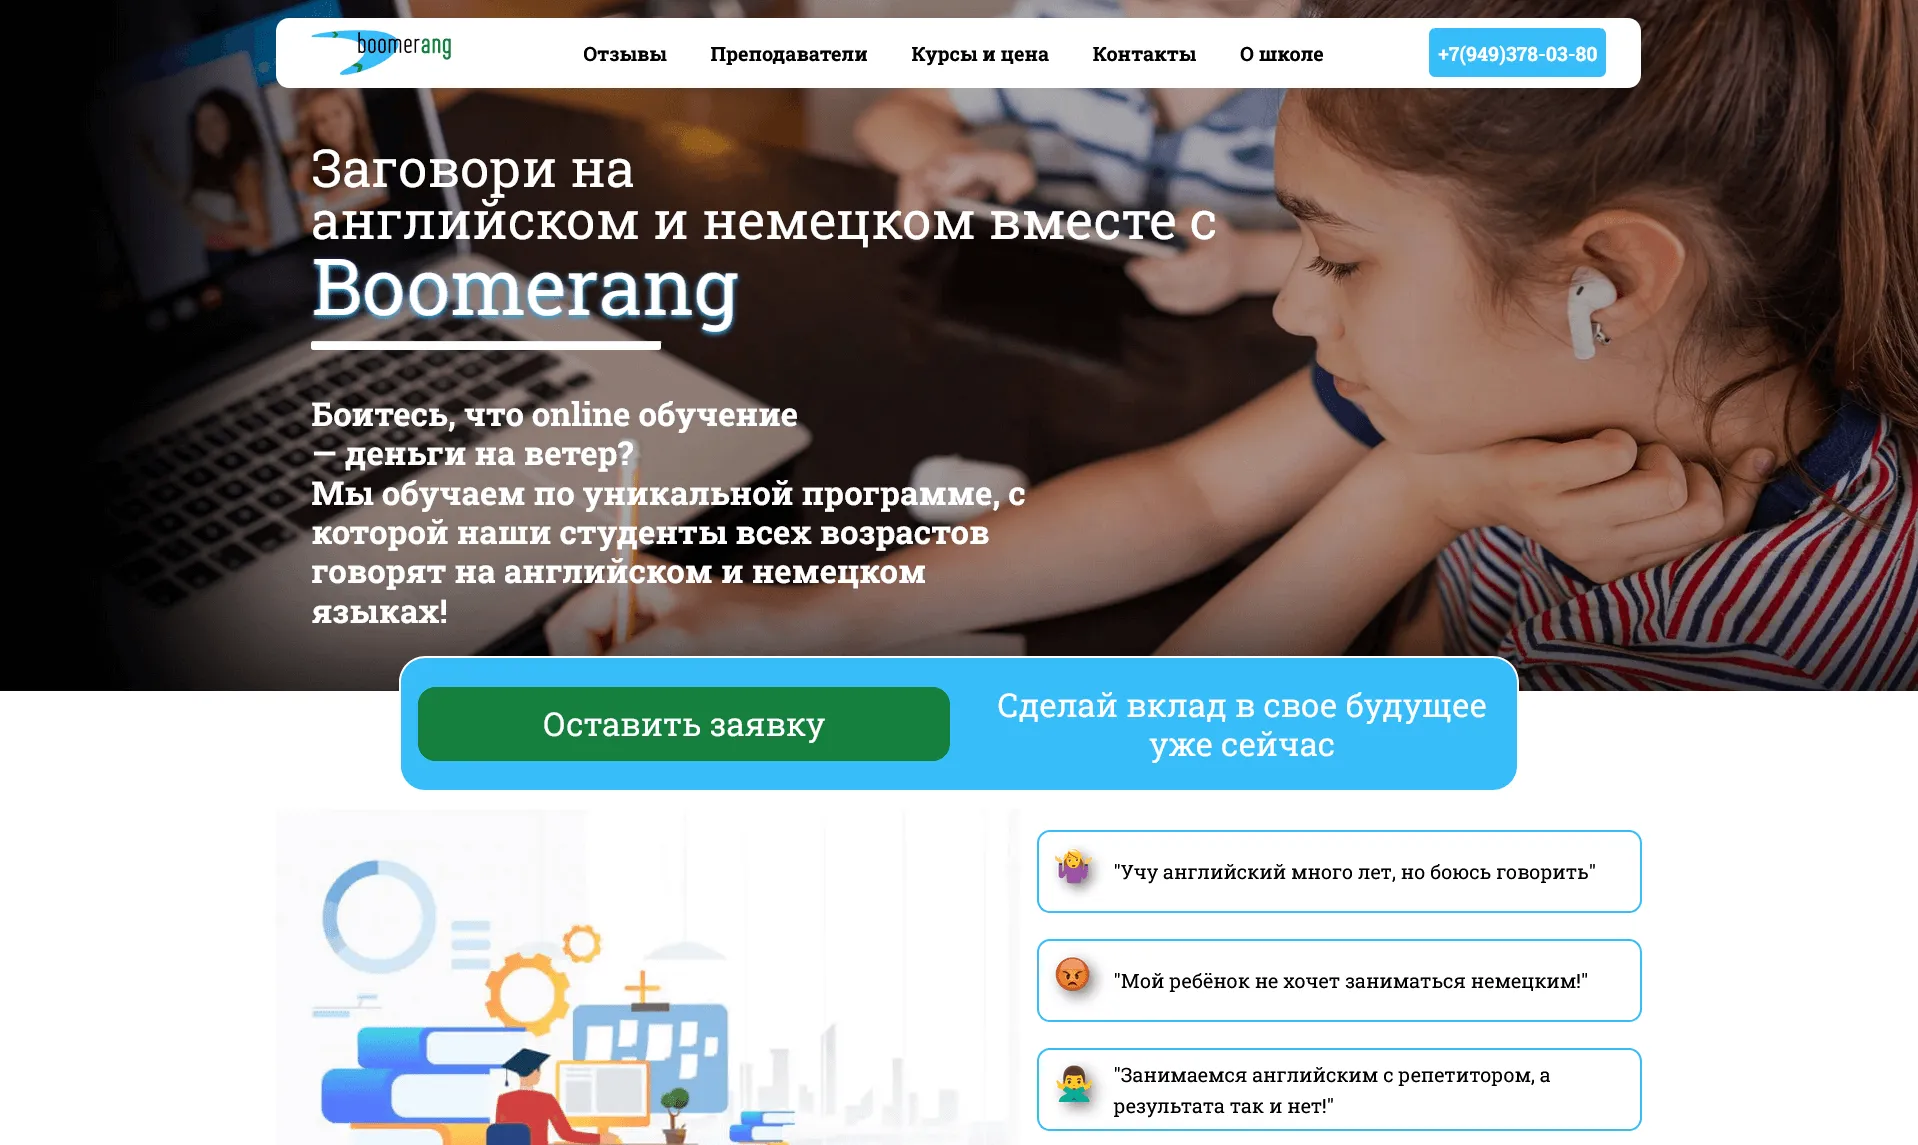 boomerang
Отзывы
Преподаватели
Курсы и цена
Контакты
О школе
+7(949)378-03-80
Заговори на
английском и немецком вместе с
Boomerang
Боитесь, что online обучение
— деньги на ветер?
Мы обучаем по уникальной программе, с
которой наши студенты всех возрастов
говорят на английском и немецком
языках!
Оставить заявку
Сделай вклад в свое будущее
уже сейчас
"Учу английский много лет, но боюсь говорить"
"Мой ребёнок не хочет заниматься немецким!"
"Занимаемся английским с репетитором, а
результата так и нет!"